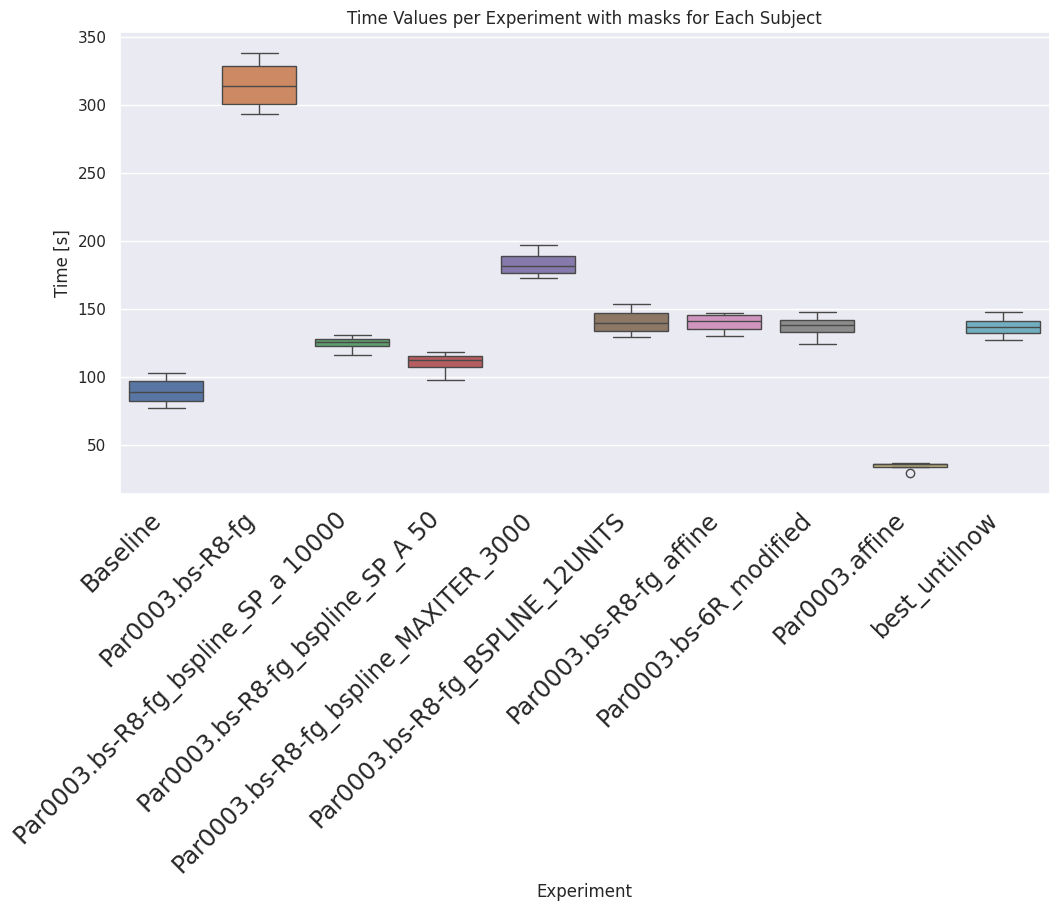 Time Values per Experiment with masks for Each Subject
Time [s]
350
300
250
200
150
100
50
Baseline
Par0003.bs-R8-fg
Par0003.bs-R8-fg_bspline_SP_a 10000
Par0003.bs-R8-fg_bspline_SP_A 50
Par0003.bs-R8-fg_bspline_MAXITER_3000
Par0003.bs-R8-fg_BSPLINE_12UNITS
Par0003.bs-R8-fg_affine
Par0003.bs-6R_modified
Par0003.affine
best_untilnow
Experiment